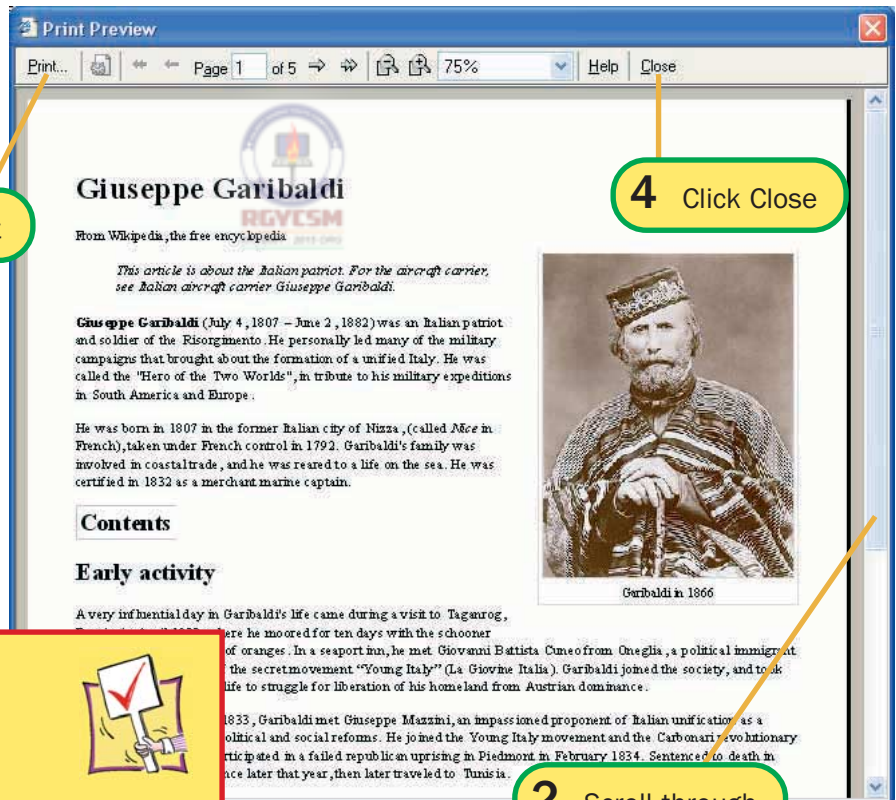 Print Preview
Print... Page 1 of 5 75% Help Close
4 Click Close
Giuseppe Garibaldi
RGYCSM
From Wikipedia, the free encyclopedia
This article is about the Italian patriot. For the aircraft carrier,
see Italian aircraft carrier Giuseppe Garibaldi.
Giuseppe Garibaldi (July 4, 1807 – June 2, 1882) was an Italian patriot
and soldier of the Risorgimento. He personally led many of the military
campaigns that brought about the formation of a unified Italy. He was
called the "Hero of the Two Worlds", in tribute to his military expeditions
in South America and Europe.
He was born in 1807 in the former Italian city of Nizza, (called Nice in
French), taken under French control in 1792. Garibaldi's family was
involved in coastal trade, and he was reared to a life on the sea. He was
certified in 1832 as a merchant marine captain.
Contents
Early activity
Garibaldi in 1866
A very influential day in Garibaldi's life came during a visit to Taganrog,
here he moored for ten days with the schooner
of oranges. In a seaport inn, he met Giovanni Battista Cuneo from Oneglia, a political immigrant
the secret movement “Young Italy” (La Giovine Italia). Garibaldi joined the society, and took
life to struggle for liberation of his homeland from Austrian dominance.
1833, Garibaldi met Giuseppe Mazzini, an impassioned proponent of Italian unification as a
political and social reforms. He joined the Young Italy movement and the Carbonari revolutionary
participated in a failed republican uprising in Piedmont in February 1834. Sentenced to death in
later that year, then later traveled to Tunisia.
2 Scroll through